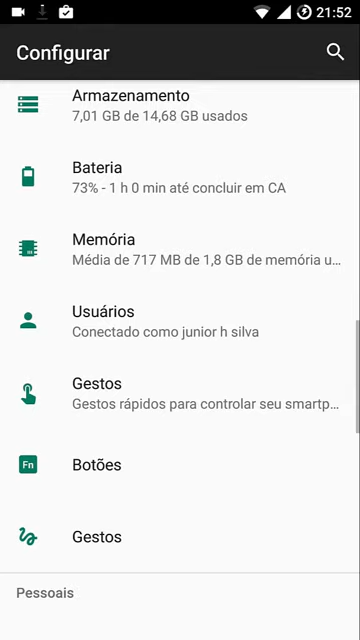 21:52
Configurar
Armazenamento
7,01 GB de 14,68 GB usados
Bateria
73% - 1 h 0 min até concluir em CA
Memória
Média de 717 MB de 1,8 GB de memória u...
Usuários
Conectado como junior h silva
Gestos
Gestos rápidos para controlar seu smartp...
Fn
Botões
Gestos
Pessoais